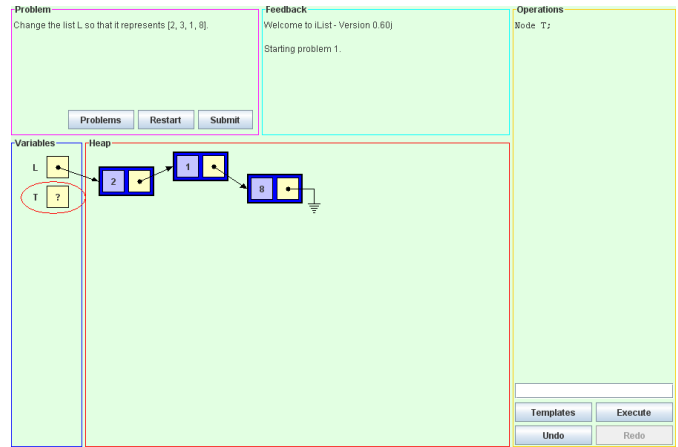 Problem
Change the list L so that it represents [2, 3, 1, 8].
Problems Restart Submit
Feedback
Welcome to iList - Version 0.60j
Starting problem 1.
Operations
Node T;
Variables
L
T ?
Heap
2
1
8
Templates Execute
Undo Redo